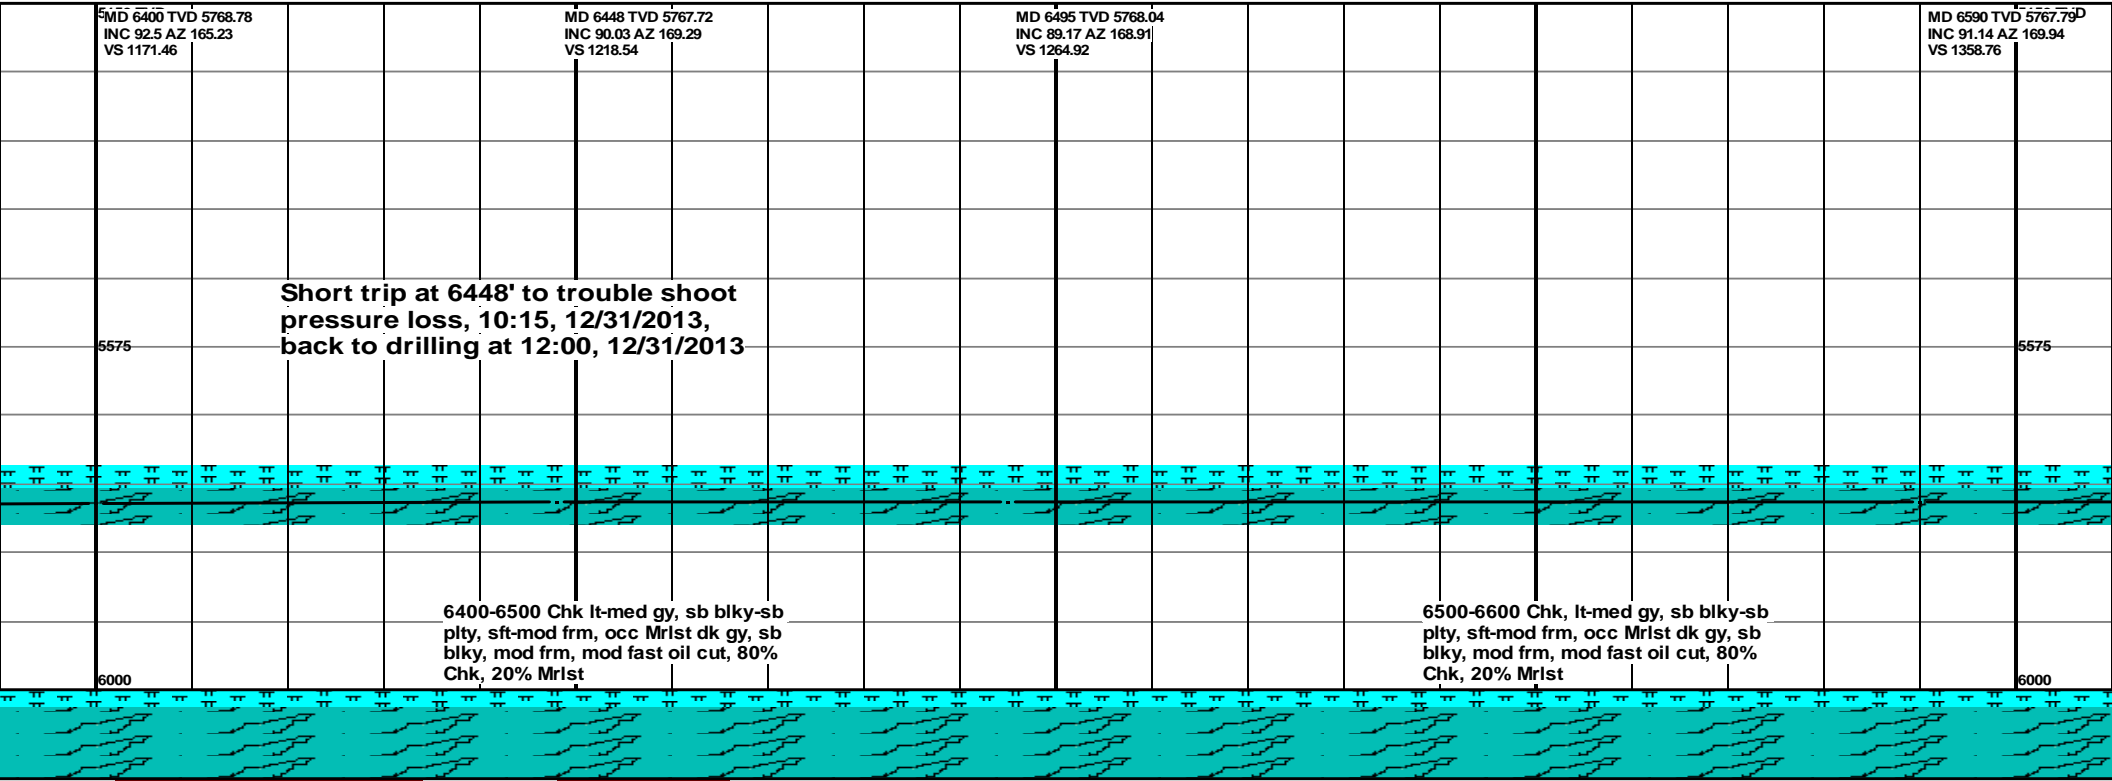 MD 6400 TVD 5768.78
INC 92.5 AZ 165.23
VS 1171.46
MD 6448 TVD 5767.72
INC 90.03 AZ 169.29
VS 1218.54
MD 6495 TVD 5768.04
INC 89.17 AZ 168.91
VS 1264.92
MD 6590 TVD 5767.79
INC 91.14 AZ 169.94
VS 1358.76
Short trip at 6448' to trouble shoot
pressure loss, 10:15, 12/31/2013,
back to drilling at 12:00, 12/31/2013
5575
5575
6400-6500 Chk lt-med gy, sb blky-sb
plty, sft-mod frm, occ Mrlst dk gy, sb
blky, mod frm, mod fast oil cut, 80%
Chk, 20% Mrlst
6500-6600 Chk, lt-med gy, sb blky-sb
plty, sft-mod frm, occ Mrlst dk gy, sb
blky, mod frm, mod fast oil cut, 80%
Chk, 20% Mrlst
6000
6000